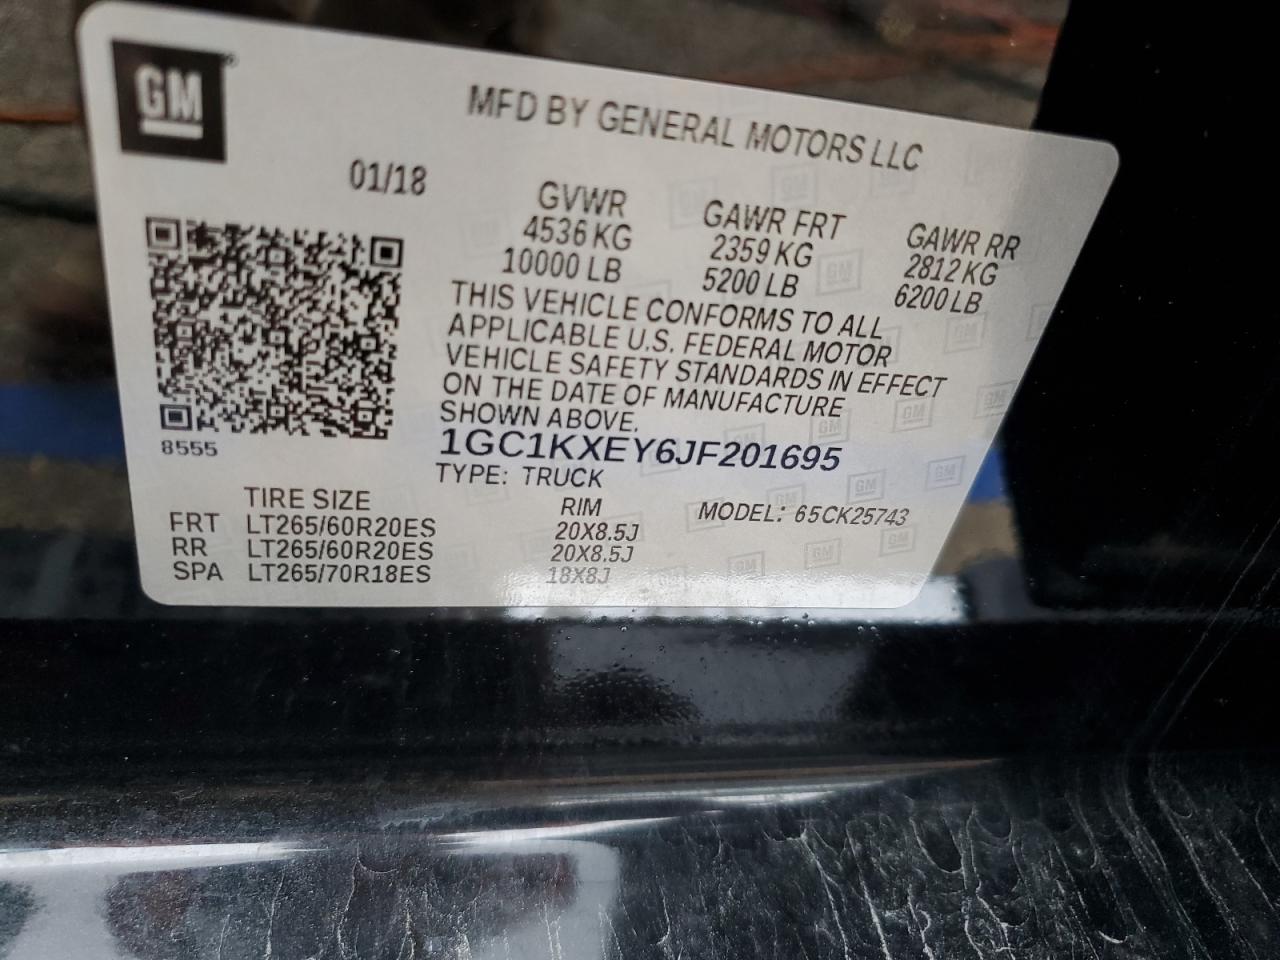 GM
MFD BY GENERAL MOTORS LLC
01/18
GVWR GAWR FRT GAWR RR
4536 KG 2359 KG 2812 KG
10000 LB 5200 LB 6200 LB
THIS VEHICLE CONFORMS TO ALL
APPLICABLE U.S. FEDERAL MOTOR
VEHICLE SAFETY STANDARDS IN EFFECT
ON THE DATE OF MANUFACTURE
SHOWN ABOVE.
8555
1GC1KXEY6JF201695
TYPE: TRUCK
TIRE SIZE RIM MODEL: 65CK25743
FRT LT265/60R20ES 20X8.5J
RR LT265/60R20ES 20X8.5J
SPA LT265/70R18ES 18X8J